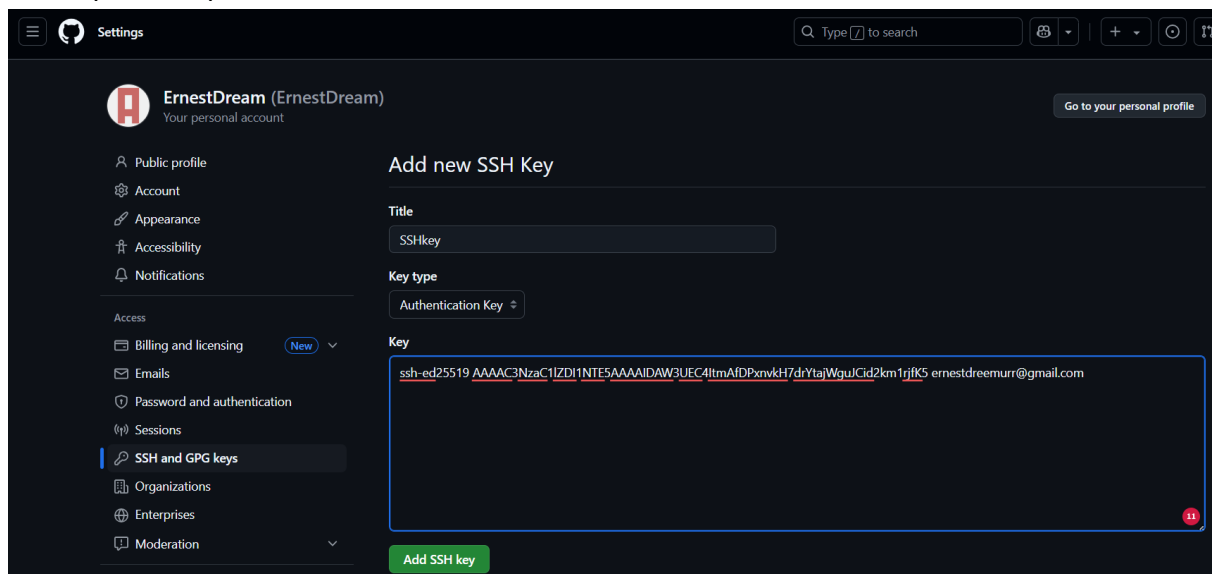 Settings
Type / to search
ErnestDream (ErnestDream)
Your personal account
Go to your personal profile
Public profile
Account
Appearance
Accessibility
Notifications
Access
Billing and licensing New
Emails
Password and authentication
Sessions
SSH and GPG keys
Organizations
Enterprises
Moderation
Add new SSH Key
Title
SSHkey
Key type
Authentication Key
Key
ssh-ed25519 AAAAC3NzaC1lZDI1NTE5AAAAIDAW3UEC4ItmAfDPxnvkH7drYtajWguJCid2km1rjfK5 ernestdreemurr@gmail.com
11
Add SSH key